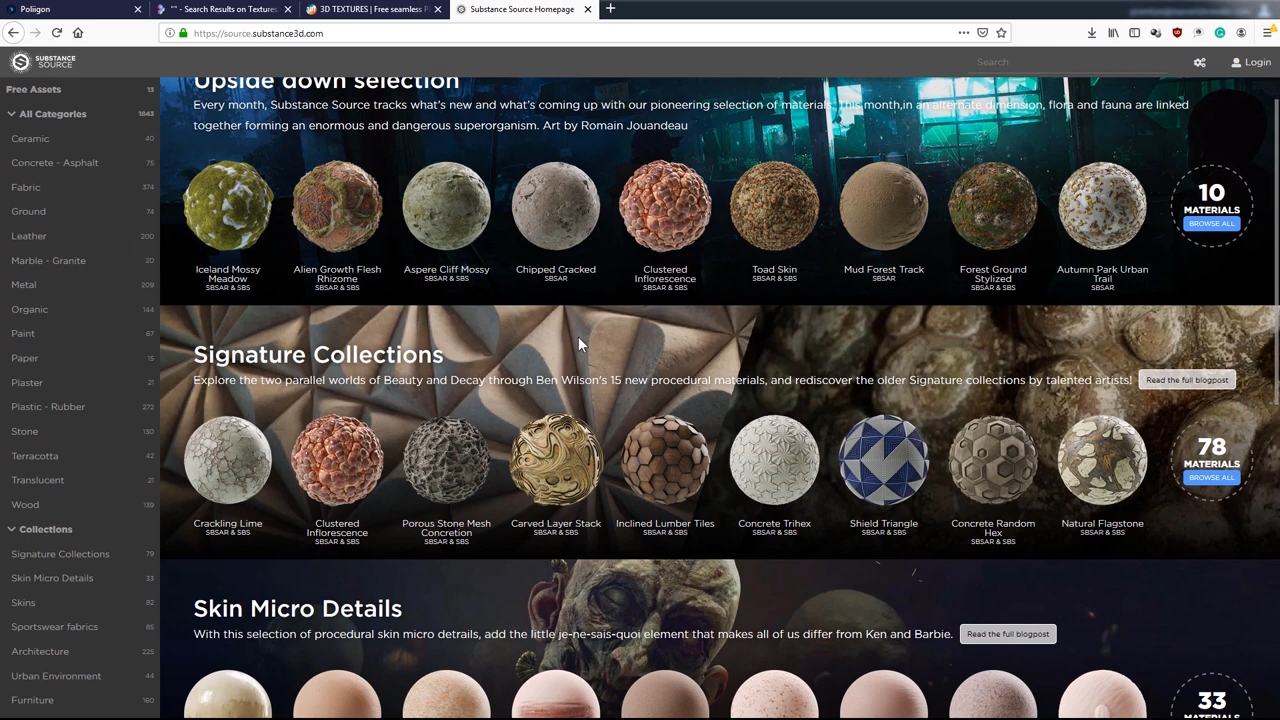 Poliigon
"" - Search Results on Textures.
3D TEXTURES | Free seamless P
Substance Source Homepage
https://source.substance3d.com
SUBSTANCE
SOURCE
Search
Login
Free Assets 13
All Categories 1843
Ceramic 40
Concrete - Asphalt 75
Fabric 374
Ground 74
Leather 200
Marble - Granite 20
Metal 209
Organic 144
Paint 67
Paper 15
Plaster 21
Plastic - Rubber 272
Stone 130
Terracotta 42
Translucent 21
Wood 139
Collections
Signature Collections 79
Skin Micro Details 33
Skins 82
Sportswear fabrics 85
Architecture 225
Urban Environment 44
Furniture 160
Upside down selection
Every month, Substance Source tracks what's new and what's coming up with our pioneering selection of materials. This month,in an alternate dimension, flora and fauna are linked
together forming an enormous and dangerous superorganism. Art by Romain Jouandeau
Iceland Mossy
Meadow
SBSAR & SBS
Alien Growth Flesh
Rhizome
SBSAR & SBS
Aspere Cliff Mossy
SBSAR & SBS
Chipped Cracked
SBSAR
Clustered
Inflorescence
SBSAR & SBS
Toad Skin
SBSAR & SBS
Mud Forest Track
SBSAR
Forest Ground
Stylized
SBSAR & SBS
Autumn Park Urban
Trail
SBSAR
10
MATERIALS
BROWSE ALL
Signature Collections
Explore the two parallel worlds of Beauty and Decay through Ben Wilson's 15 new procedural materials, and rediscover the older Signature collections by talented artists!
Read the full blogpost
Crackling Lime
SBSAR & SBS
Clustered
Inflorescence
SBSAR & SBS
Porous Stone Mesh
Concretion
SBSAR & SBS
Carved Layer Stack
SBSAR & SBS
Inclined Lumber Tiles
SBSAR & SBS
Concrete Trihex
SBSAR & SBS
Shield Triangle
SBSAR & SBS
Concrete Random
Hex
SBSAR & SBS
Natural Flagstone
SBSAR & SBS
78
MATERIALS
BROWSE ALL
Skin Micro Details
With this selection of procedural skin micro detrails, add the little je-ne-sais-quoi element that makes all of us differ from Ken and Barbie.
Read the full blogpost
33
MATERIALS